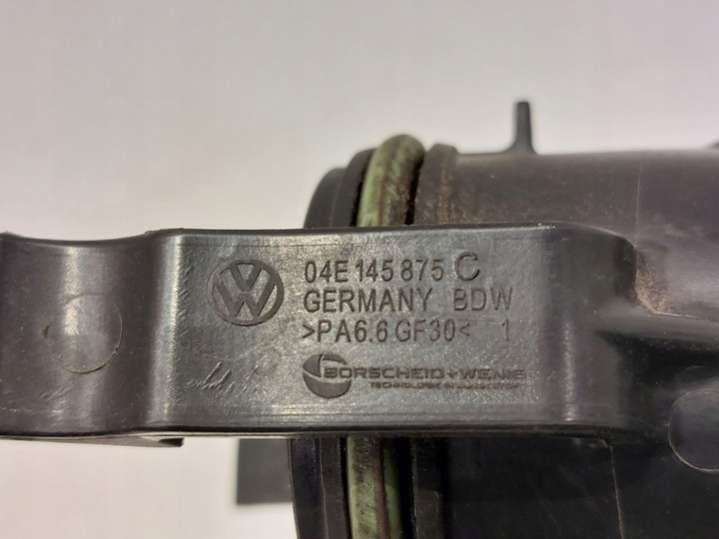 04E 145 875 C
GERMANY BDW
>PA6.6 GF30< 1
BORSCHEID+WENIG